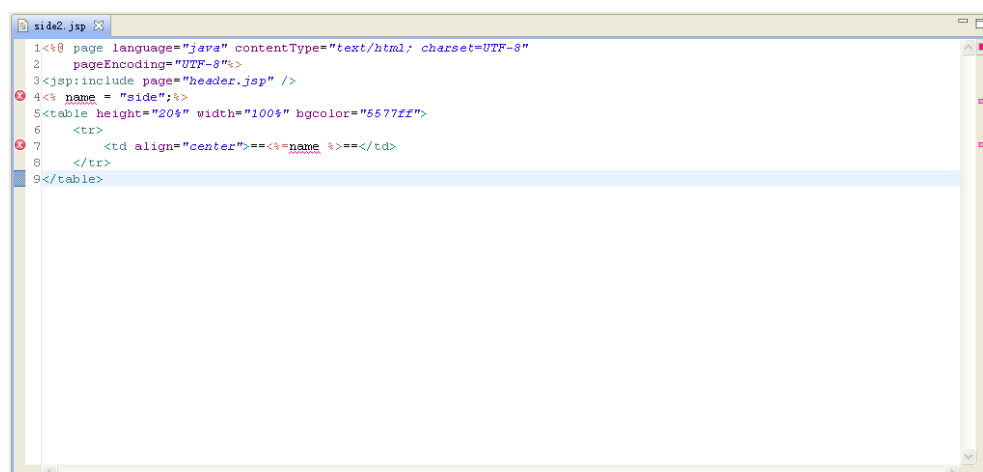 side2.jsp
1<%@ page language="java" contentType="text/html; charset=UTF-8"
2    pageEncoding="UTF-8"%>
3<jsp:include page="header.jsp" />
4<% name = "side";%>
5<table height="20%" width="100%" bgcolor="5577ff">
6    <tr>
7        <td align="center">==<%=name %>==</td>
8    </tr>
9</table>